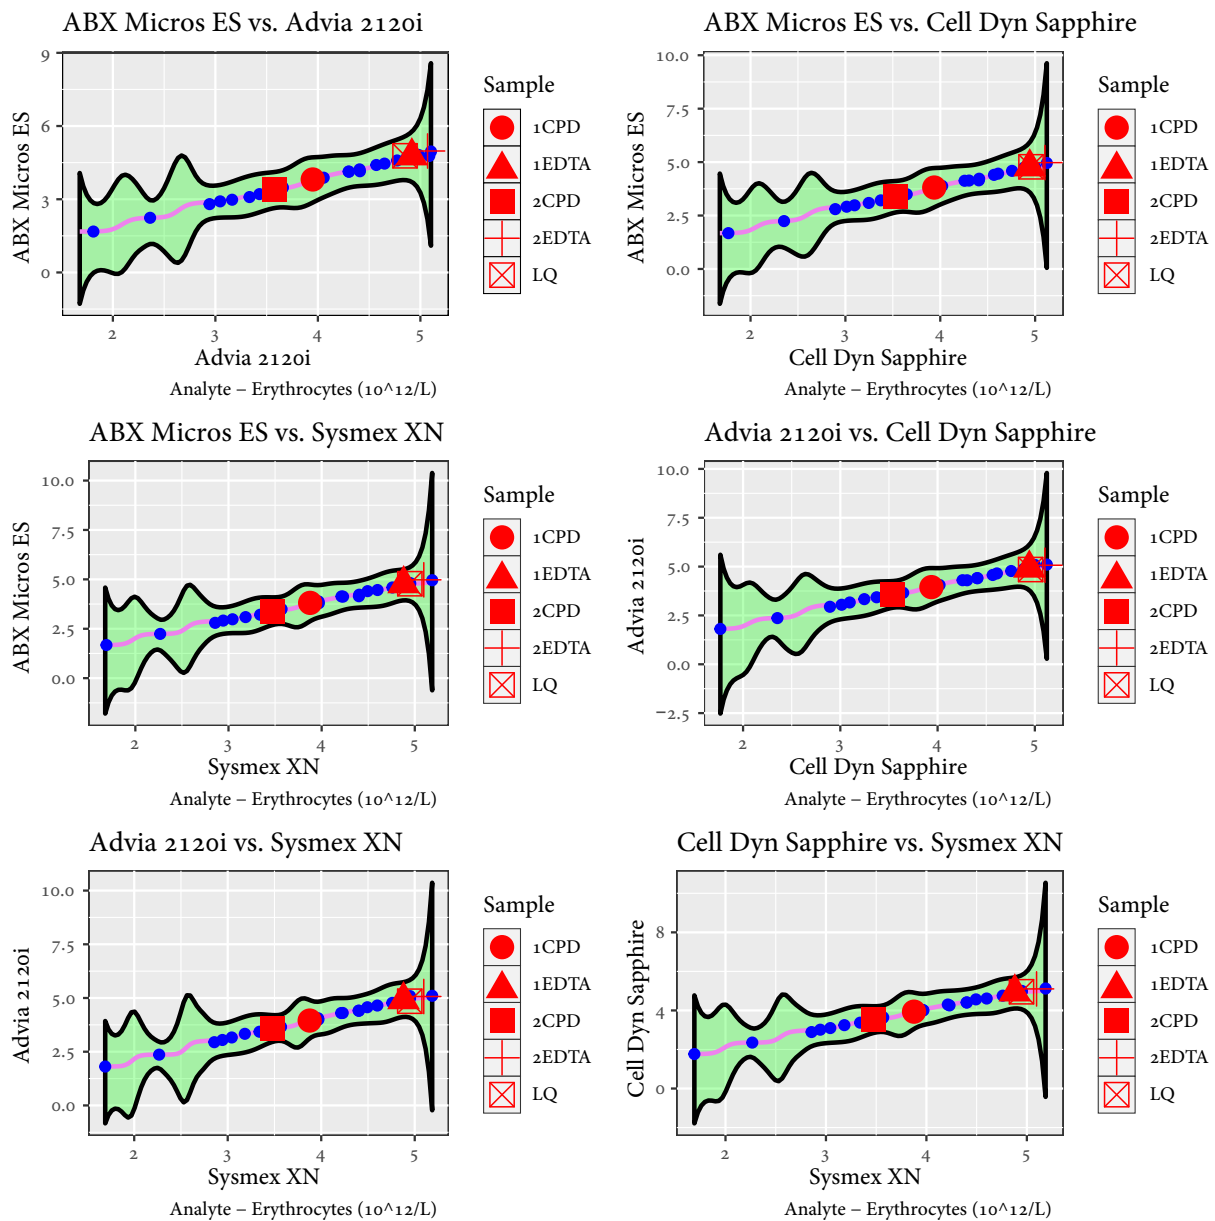 ABX Micros ES vs. Advia 2120i
ABX Micros ES
9
6
3
0
2 3 4 5
Advia 2120i
Analyte – Erythrocytes (10^12/L)
Sample
1CPD
1EDTA
2CPD
2EDTA
LQ
ABX Micros ES vs. Cell Dyn Sapphire
ABX Micros ES
10.0
7.5
5.0
2.5
0.0
2 3 4 5
Cell Dyn Sapphire
Analyte – Erythrocytes (10^12/L)
Sample
1CPD
1EDTA
2CPD
2EDTA
LQ
ABX Micros ES vs. Sysmex XN
ABX Micros ES
10.0
7.5
5.0
2.5
0.0
2 3 4 5
Sysmex XN
Analyte – Erythrocytes (10^12/L)
Sample
1CPD
1EDTA
2CPD
2EDTA
LQ
Advia 2120i vs. Cell Dyn Sapphire
Advia 2120i
10.0
7.5
5.0
2.5
0.0
−2.5
2 3 4 5
Cell Dyn Sapphire
Analyte – Erythrocytes (10^12/L)
Sample
1CPD
1EDTA
2CPD
2EDTA
LQ
Advia 2120i vs. Sysmex XN
Advia 2120i
10.0
7.5
5.0
2.5
0.0
2 3 4 5
Sysmex XN
Analyte – Erythrocytes (10^12/L)
Sample
1CPD
1EDTA
2CPD
2EDTA
LQ
Cell Dyn Sapphire vs. Sysmex XN
Cell Dyn Sapphire
8
4
0
2 3 4 5
Sysmex XN
Analyte – Erythrocytes (10^12/L)
Sample
1CPD
1EDTA
2CPD
2EDTA
LQ